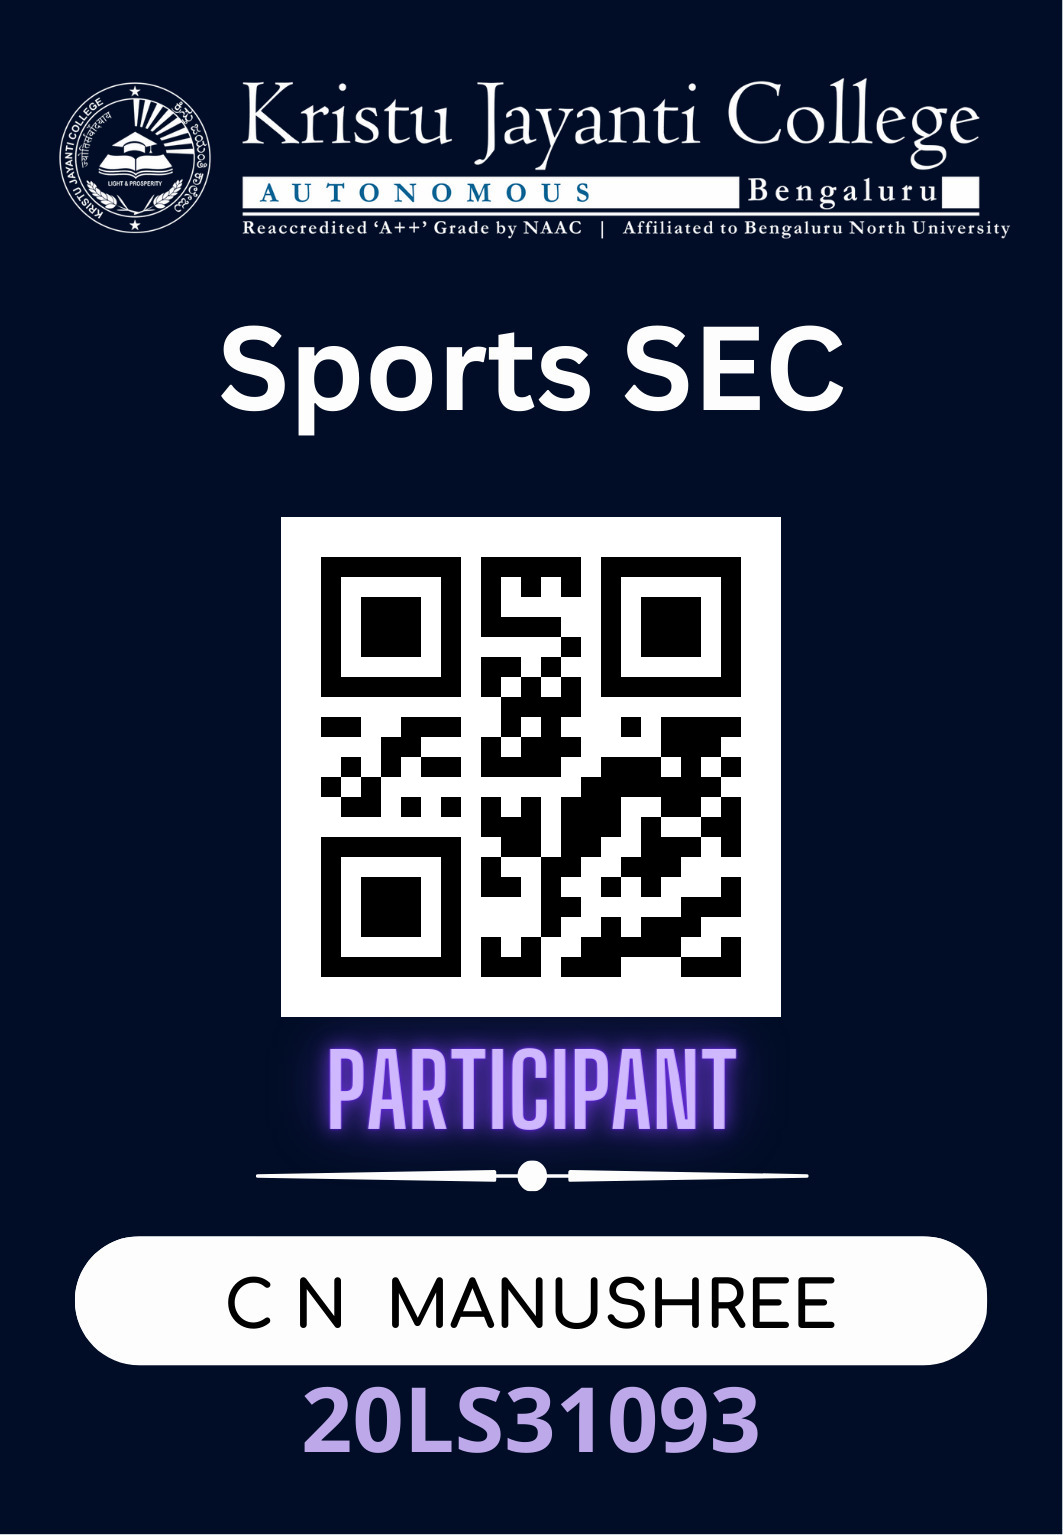 KRISTU JAYANTI COLLEGE
ಕ್ರಿಸ್ತು ಜಯಂತಿ ಕಾಲೇಜು
LIGHT & PROSPERITY
Kristu Jayanti College
AUTONOMOUS Bengaluru
Reaccredited ‘A++’ Grade by NAAC | Affiliated to Bengaluru North University
Sports SEC
PARTICIPANT
C N MANUSHREE
20LS31093